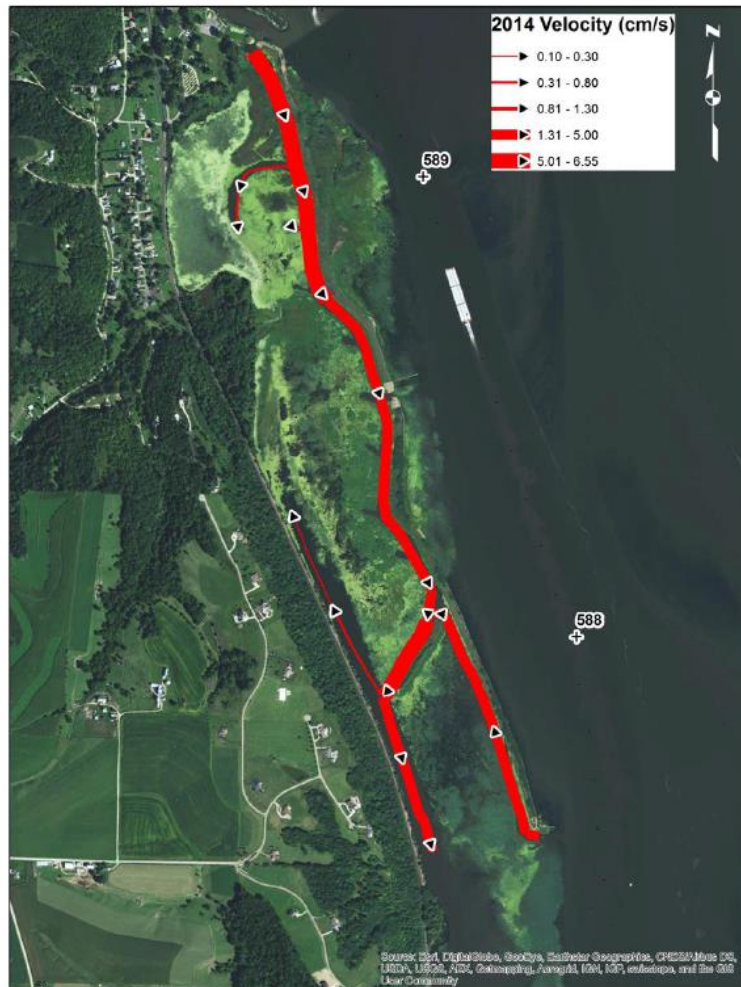 2014 Velocity (cm/s)
0.10 - 0.30
0.31 - 0.80
0.81 - 1.30
1.31 - 5.00
5.01 - 6.55
N
589
588
Source: Esri, DigitalGlobe, GeoEye, Earthstar Geographics, CNES/Airbus DS,
USDA, USGS, AEX, Getmapping, Aerogrid, IGN, IGP, swisstopo, and the GIS
User Community